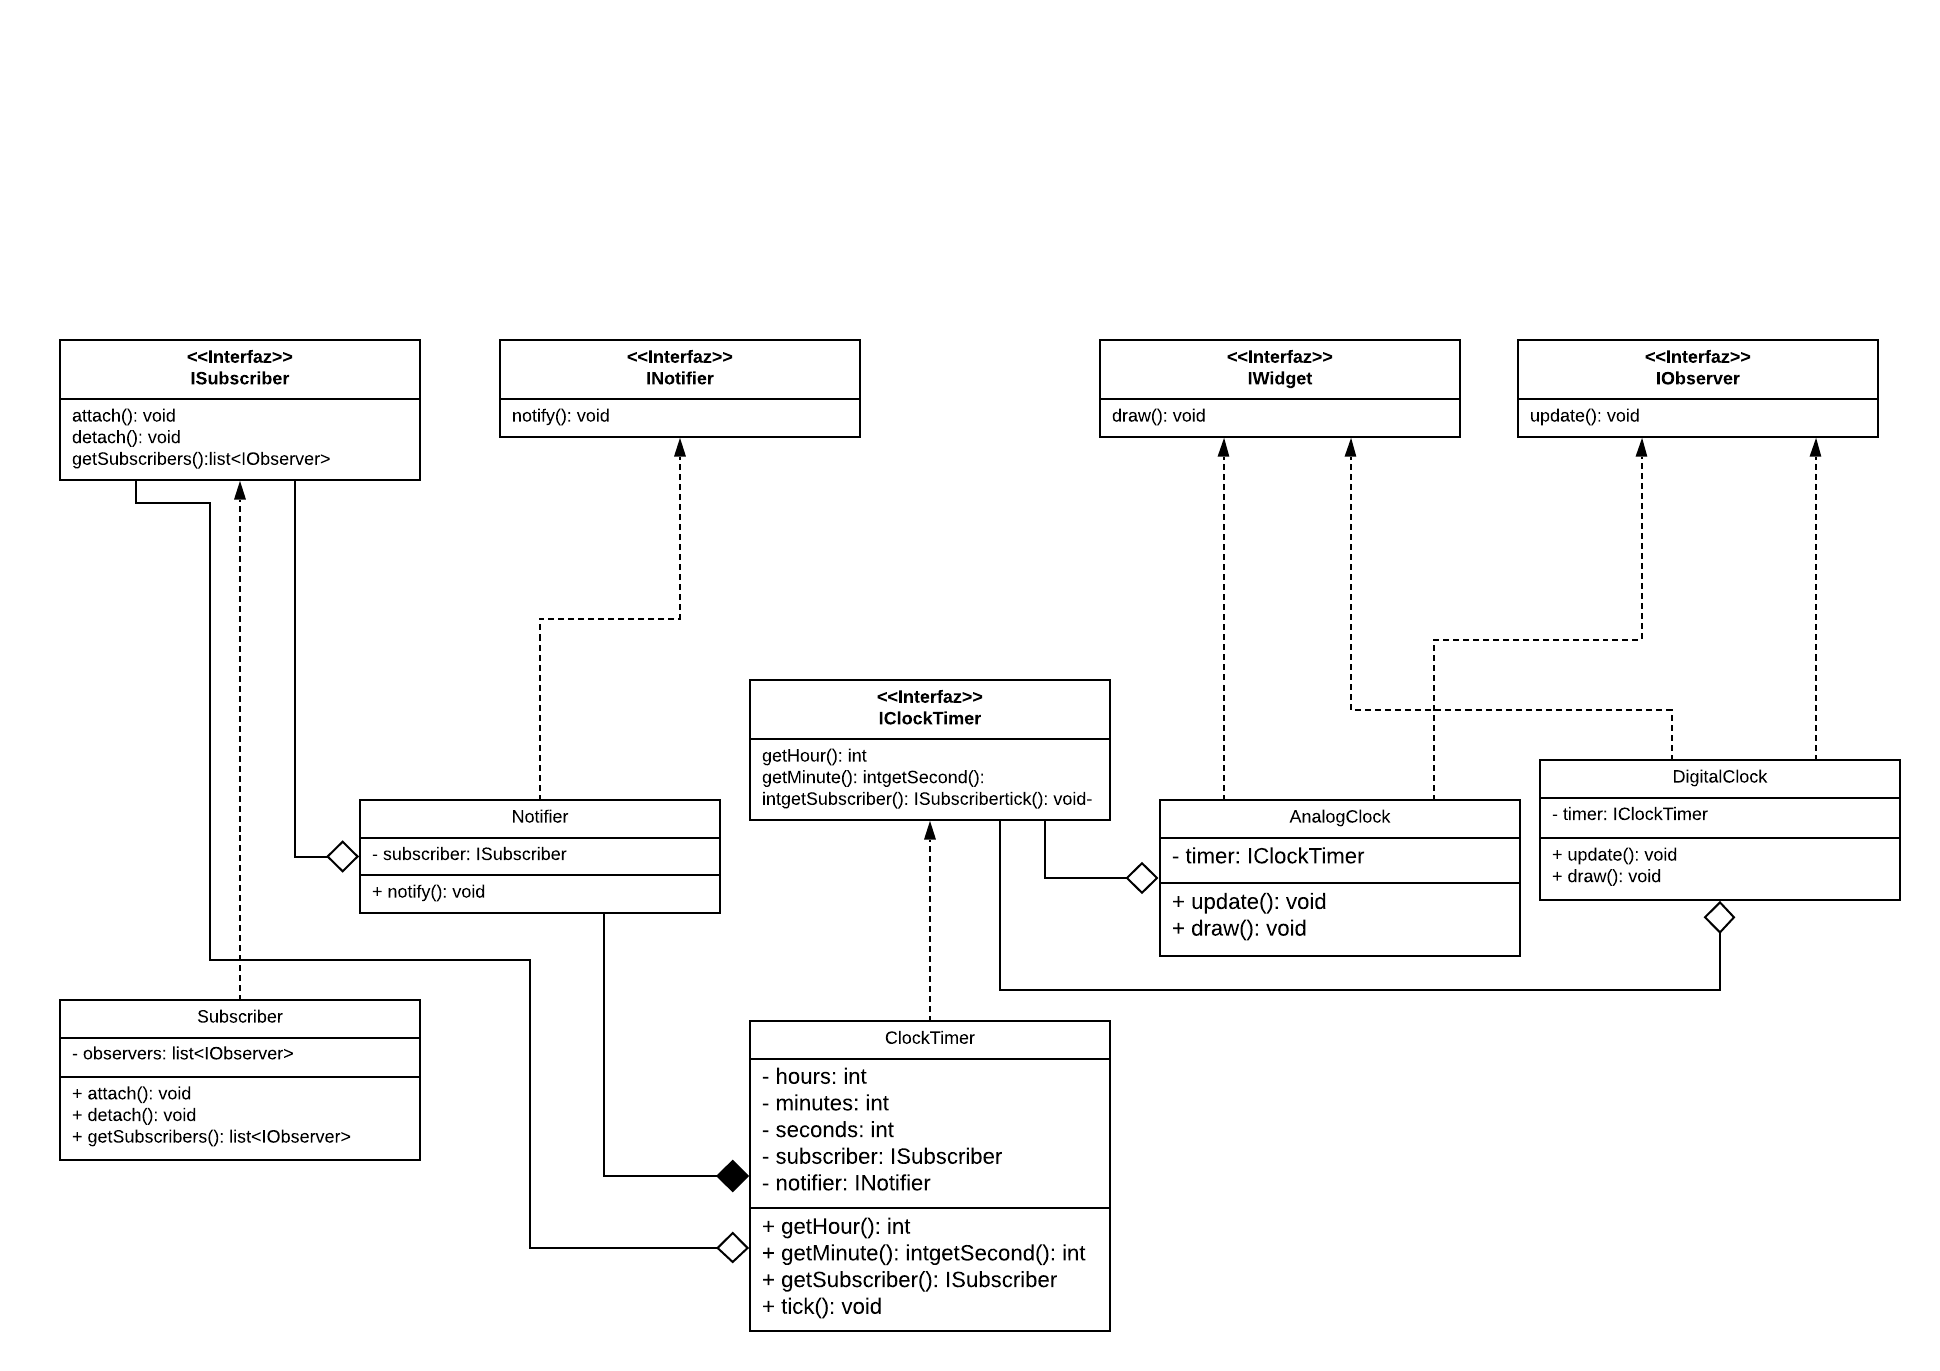 <<Interfaz>>
ISubscriber
attach(): void
detach(): void
getSubscribers():list<IObserver>
<<Interfaz>>
INotifier
notify(): void
<<Interfaz>>
IWidget
draw(): void
<<Interfaz>>
IObserver
update(): void
<<Interfaz>>
IClockTimer
getHour(): int
getMinute(): intgetSecond():
intgetSubscriber(): ISubscribertick(): void-
Notifier
- subscriber: ISubscriber
+ notify(): void
AnalogClock
- timer: IClockTimer
+ update(): void
+ draw(): void
DigitalClock
- timer: IClockTimer
+ update(): void
+ draw(): void
Subscriber
- observers: list<IObserver>
+ attach(): void
+ detach(): void
+ getSubscribers(): list<IObserver>
ClockTimer
- hours: int
- minutes: int
- seconds: int
- subscriber: ISubscriber
- notifier: INotifier
+ getHour(): int
+ getMinute(): intgetSecond(): int
+ getSubscriber(): ISubscriber
+ tick(): void